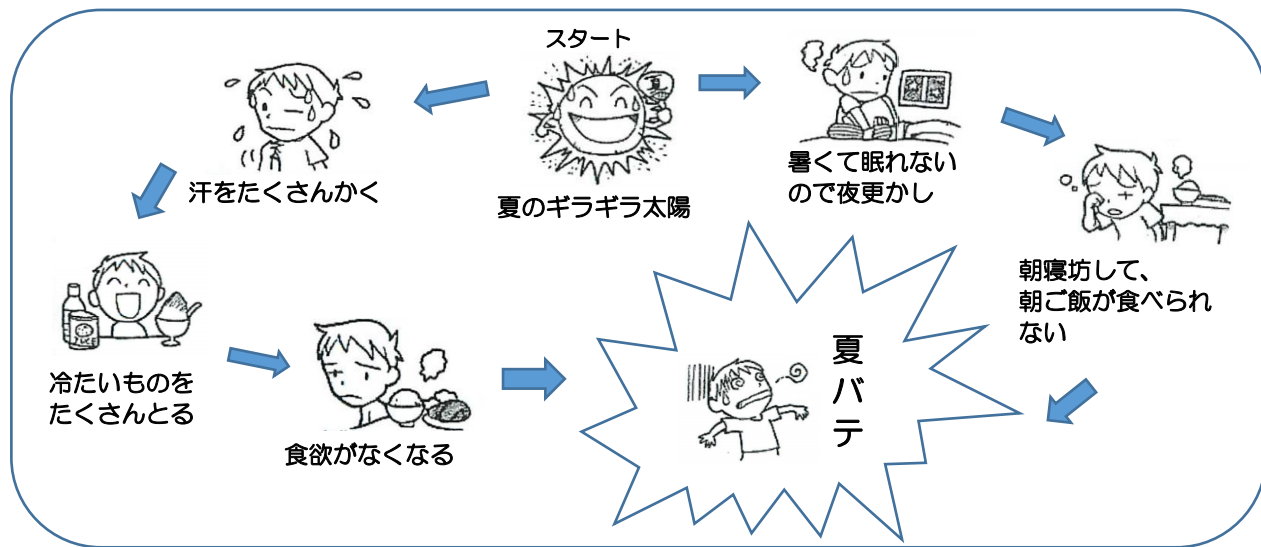 スタート
夏
夏のギラギラ太陽
汗をたくさんかく
冷たいものを
たくさんとる
食欲がなくなる
暑くて眠れない
ので夜更かし
朝寝坊して、
朝ご飯が食べられ
ない
夏バテ